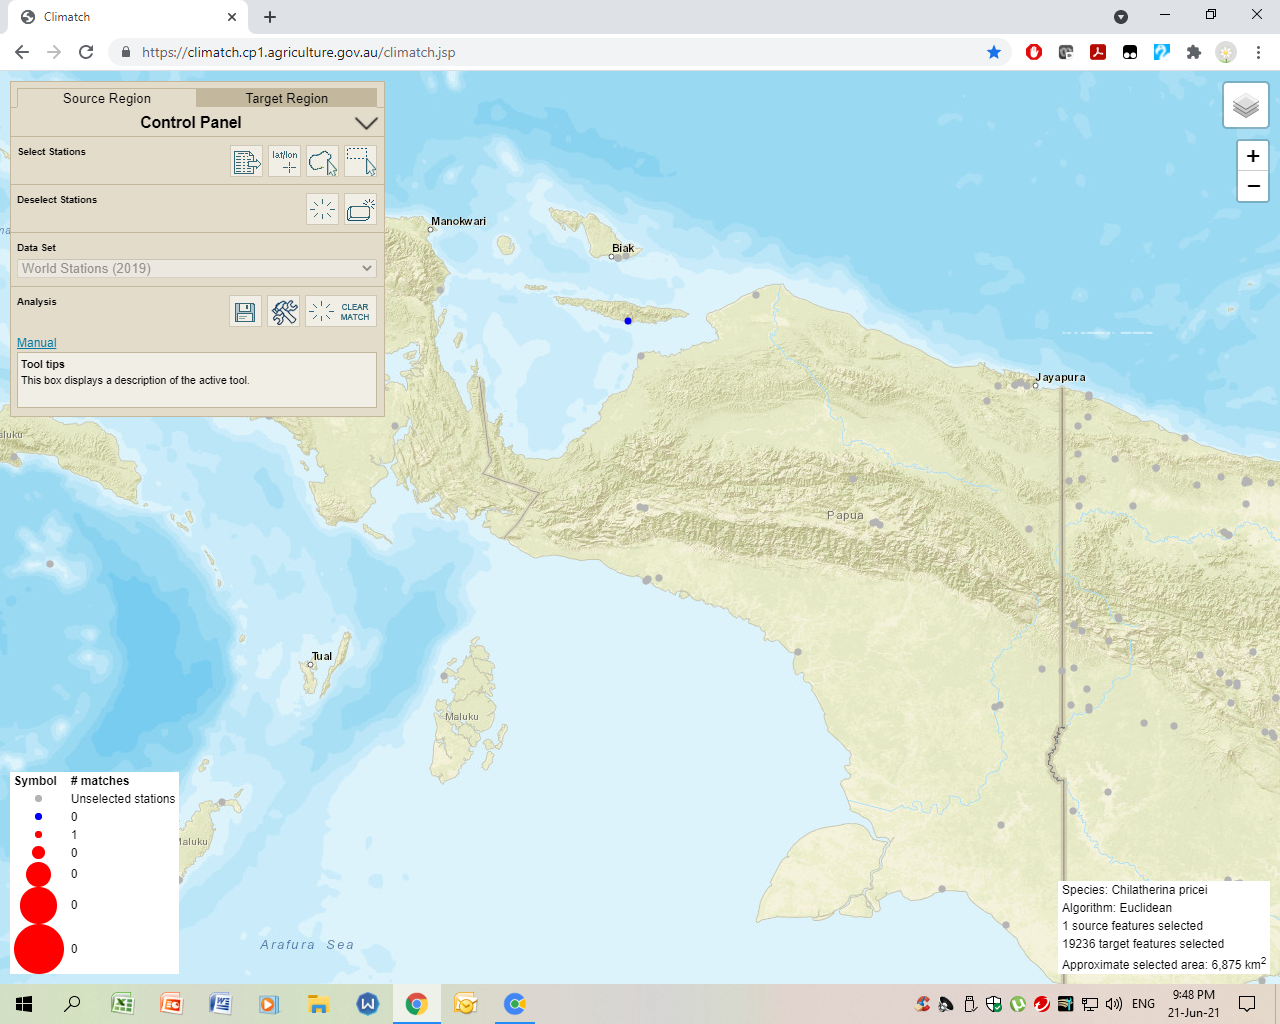 Climatch
https://climatch.cp1.agriculture.gov.au/climatch.jsp
Source Region
Target Region
Control Panel
Select Stations
lat/lon
Deselect Stations
Data Set
World Stations (2019)
Analysis
CLEAR
MATCH
Manual
Tool tips
This box displays a description of the active tool.
+
−
Manokwari
Biak
Jayapura
aluku
Papua
Tual
Maluku
Maluku
Arafura Sea
Symbol # matches
Unselected stations
0
1
0
0
0
0
Species: Chilatherina pricei
Algorithm: Euclidean
1 source features selected
19236 target features selected
Approximate selected area: 6,875 km2
ENG
9:48 PM
21-Jun-21